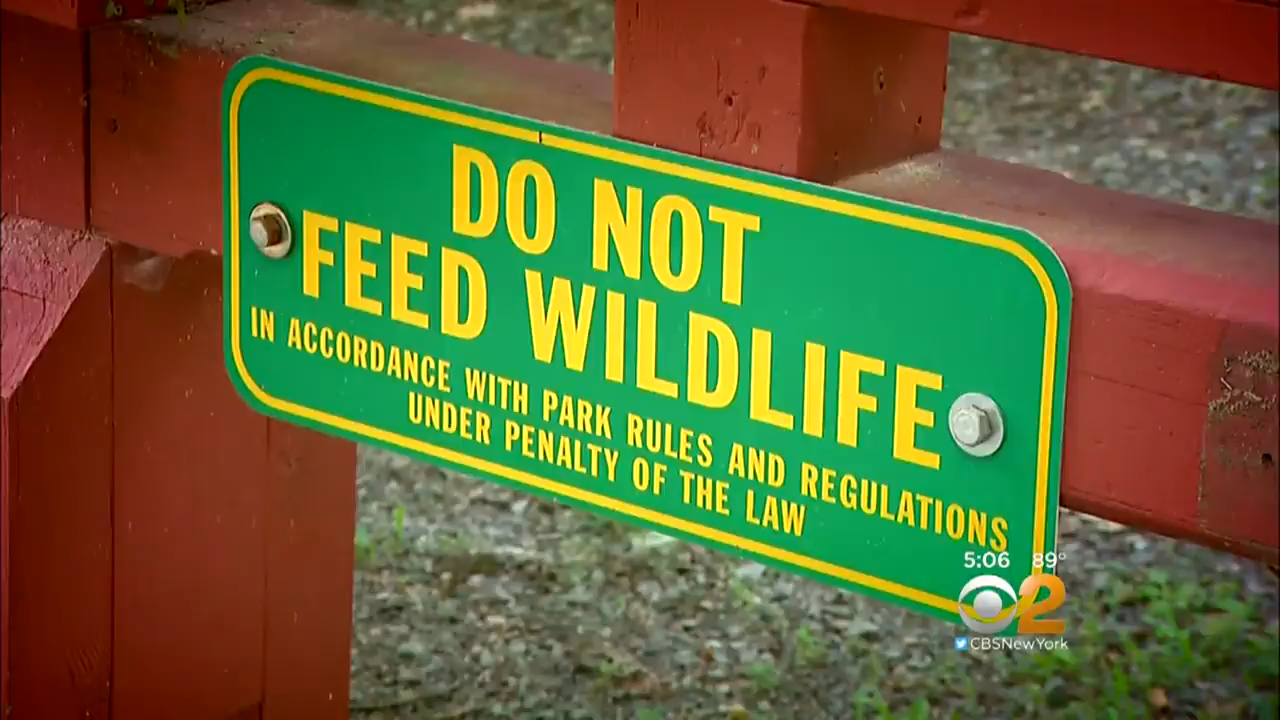 DO NOT
FEED WILDLIFE
IN ACCORDANCE WITH PARK RULES AND REGULATIONS
UNDER PENALTY OF THE LAW
5:06 89°
2
CBSNewYork